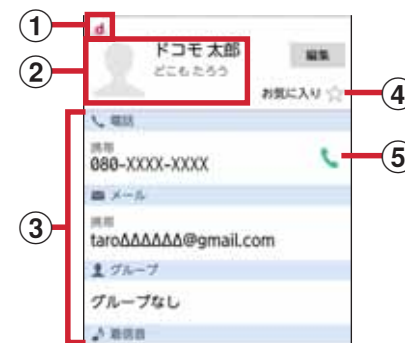 ① d
② ドコモ 太郎
編集
どこも たろう
お気に入り ☆ ④
電話
携帯
080-XXXX-XXXX ⑤
③
メール
携帯
taroΔΔΔΔΔΔ@gmail.com
グループ
グループなし
着信音